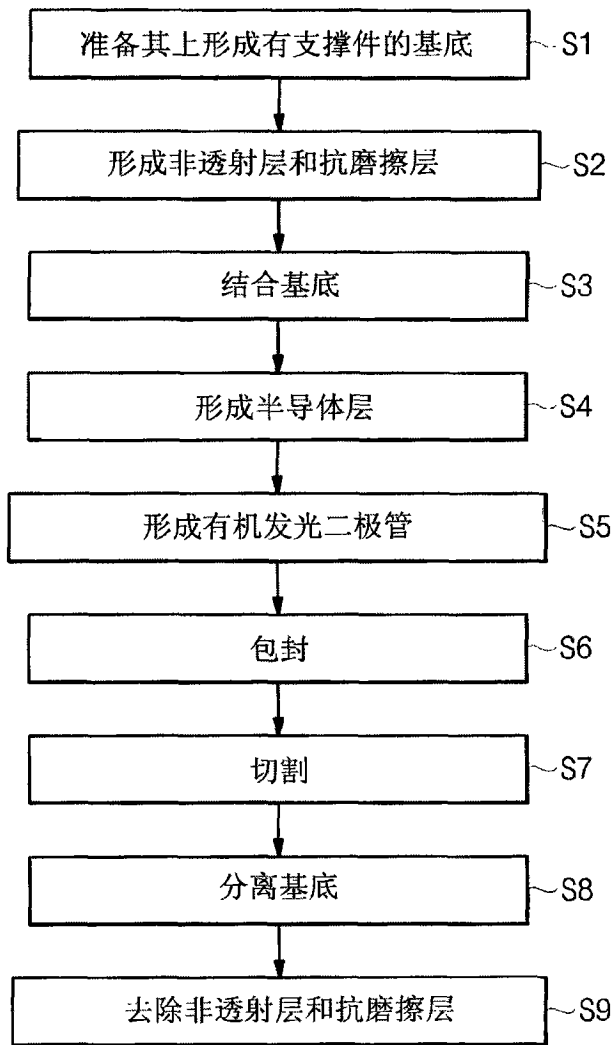 准备其上形成有支撑件的基底 S1
形成非透射层和抗磨擦层 S2
结合基底 S3
形成半导体层 S4
形成有机发光二极管 S5
包封 S6
切割 S7
分离基底 S8
去除非透射层和抗磨擦层 S9